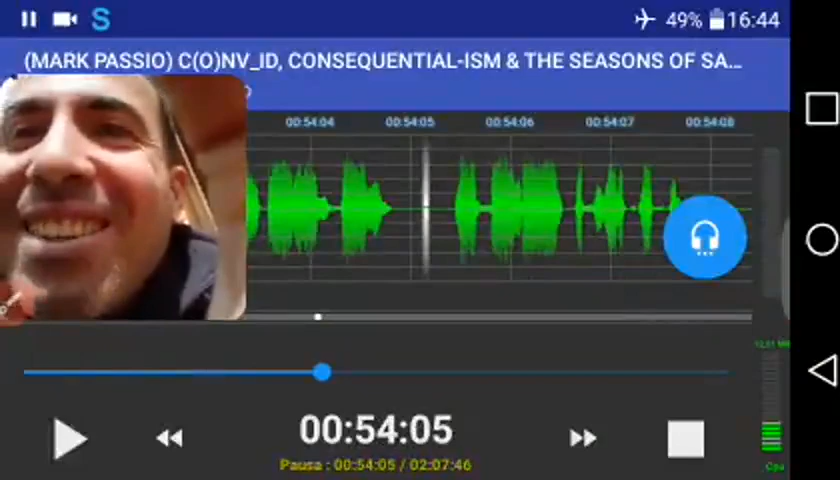 S 49% 16:44
(MARK PASSIO) C(O)NV_ID, CONSEQUENTIAL-ISM & THE SEASONS OF SA...
00:54:04 00:54:05 00:54:06 00:54:07 00:54:08
00:54:05
Pausa : 00:54:05 / 02:07:46
Cpu